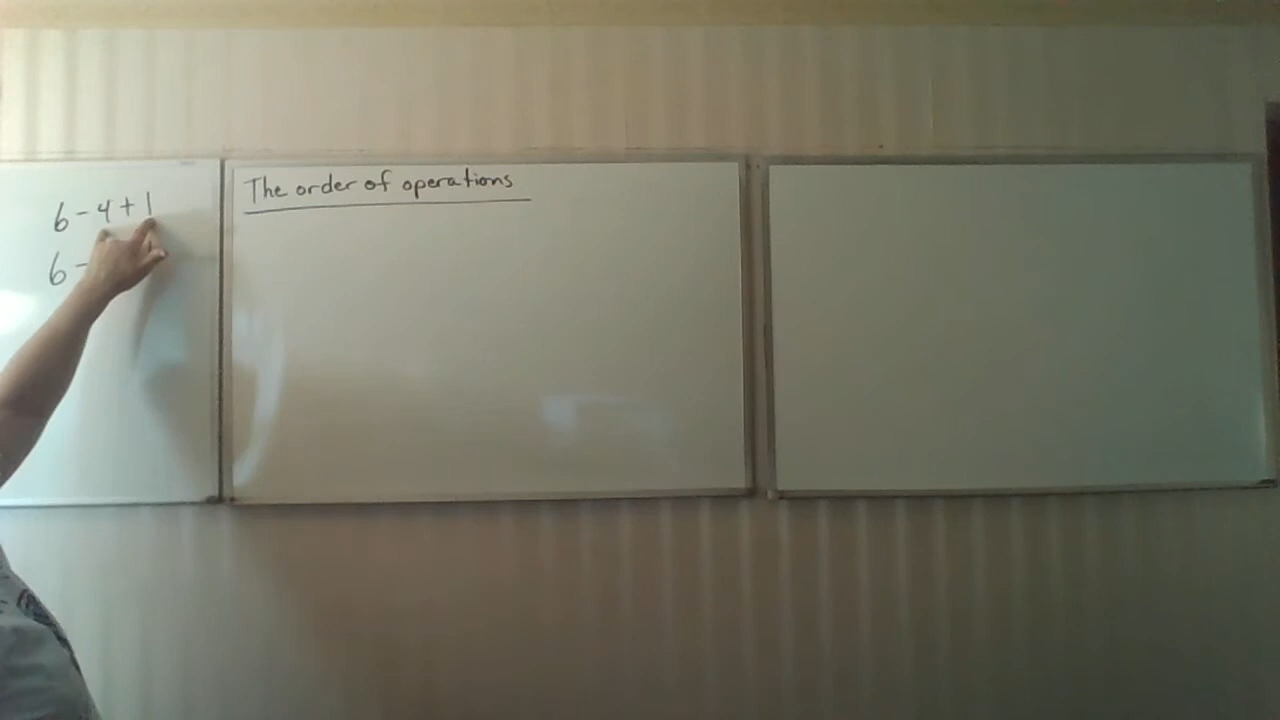 6 - 4 + 1
6 -
The order of operations